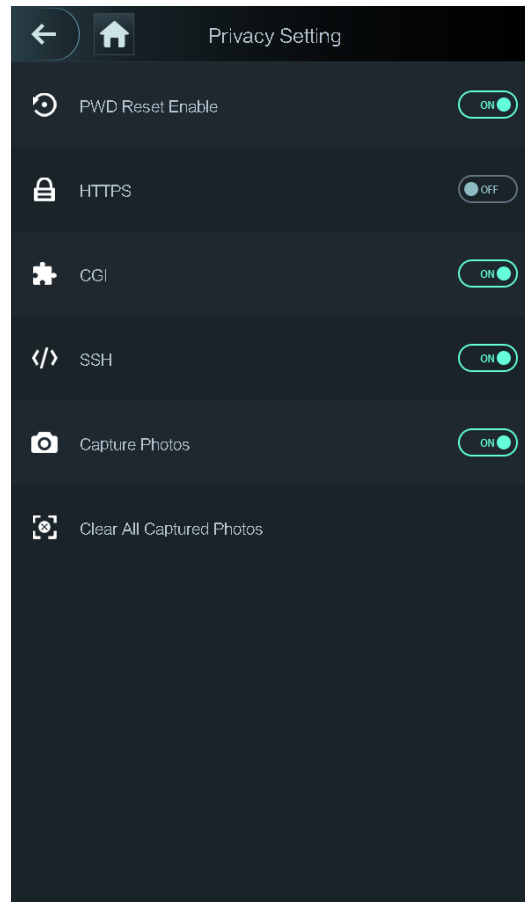 Privacy Setting
PWD Reset Enable ON
HTTPS OFF
CGI ON
SSH ON
Capture Photos ON
Clear All Captured Photos